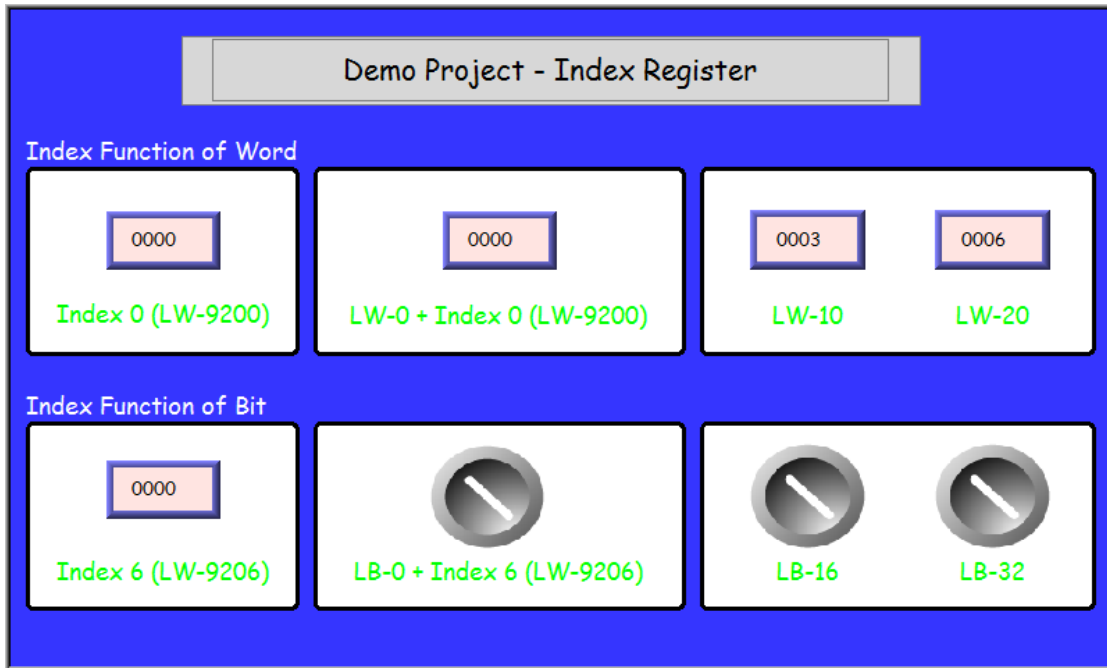 Demo Project - Index Register
Index Function of Word
0000
Index 0 (LW-9200)
0000
LW-0 + Index 0 (LW-9200)
0003
0006
LW-10
LW-20
Index Function of Bit
0000
Index 6 (LW-9206)
LB-0 + Index 6 (LW-9206)
LB-16
LB-32